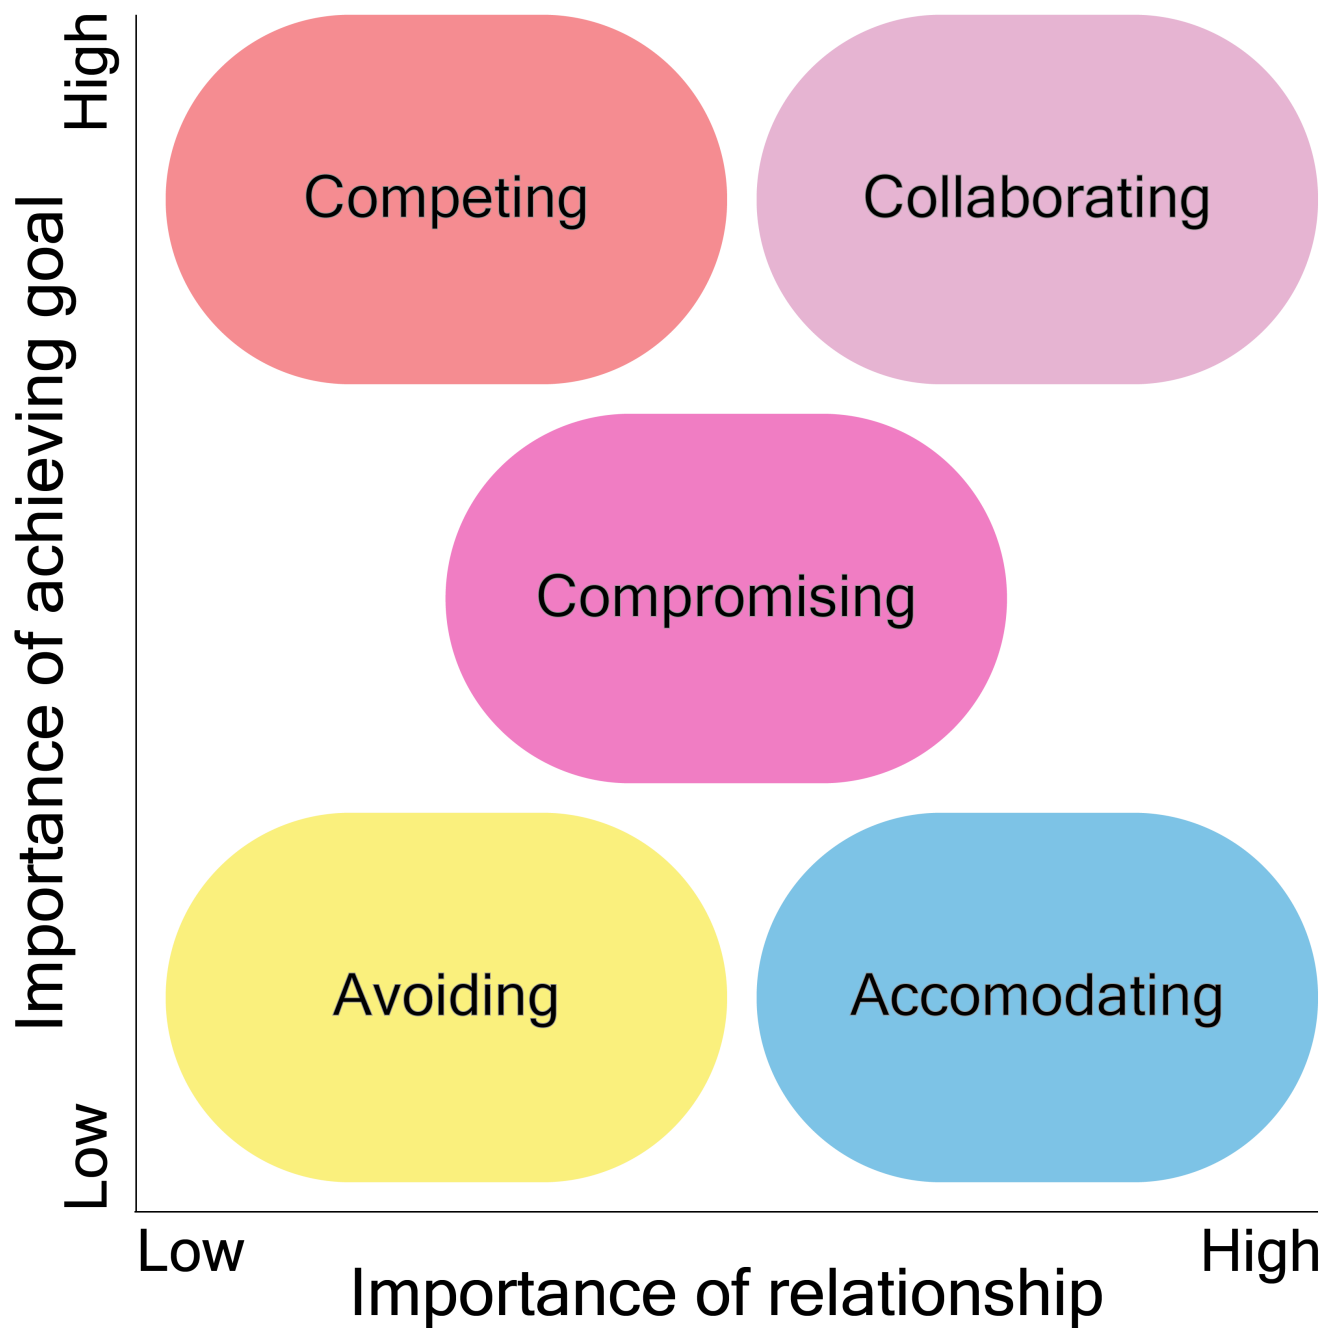 High
Importance of achieving goal
Low
Competing
Collaborating
Compromising
Avoiding
Accomodating
Low
High
Importance of relationship